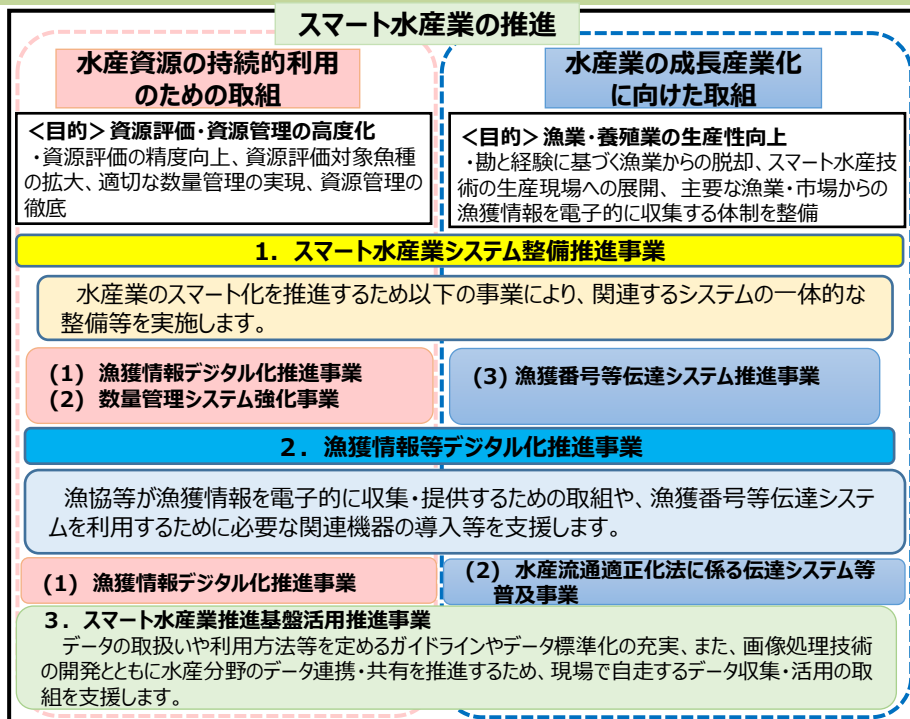 スマート水産業の推進
水産資源の持続的利用
のための取組
＜目的＞資源評価・資源管理の高度化
・資源評価の精度向上、資源評価対象魚種
の拡大、適切な数量管理の実現、資源管理の
徹底
水産業の成長産業化
に向けた取組
＜目的＞漁業・養殖業の生産性向上
・勘と経験に基づく漁業からの脱却、スマート水産技
術の生産現場への展開、主要な漁業・市場からの
漁獲情報を電子的に収集する体制を整備
1．スマート水産業システム整備推進事業
水産業のスマート化を推進するため以下の事業により、関連するシステムの一体的な
整備等を実施します。
(1) 漁獲情報デジタル化推進事業
(2) 数量管理システム強化事業
(3) 漁獲番号等伝達システム推進事業
2．漁獲情報等デジタル化推進事業
漁協等が漁獲情報を電子的に収集・提供するための取組や、漁獲番号等伝達システ
ムを利用するために必要な関連機器の導入等を支援します。
(1) 漁獲情報デジタル化推進事業
(2) 水産流通適正化法に係る伝達システム等
普及事業
3．スマート水産業推進基盤活用推進事業
データの取扱いや利用方法等を定めるガイドラインやデータ標準化の充実、また、画像処理技術
の開発とともに水産分野のデータ連携・共有を推進するため、現場で自走するデータ収集・活用の取
組を支援します。